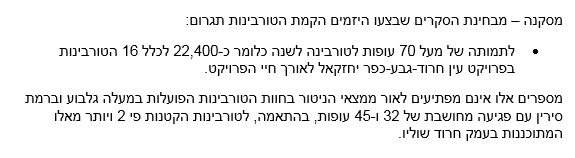 מסקנה – מבחינת הסקרים שבצעו היזמים הקמת הטורבינות תגרום:
• לתמותה של מעל 70 עופות לטורבינה לשנה כלומר כ-22,400 לכלל 16 הטורבינות
בפרויקט עין חרוד-גבע-כפר יחזקאל לאורך חיי הפרויקט.
מספרים אלו אינם מפתיעים לאור ממצאי הניטור בחוות הטורבינות הפועלות במעלה גלבוע וברמת
סירין עם פגיעה מחושבת של 32 ו-45 עופות, בהתאמה, לטורבינות הקטנות פי 2 ויותר מאלו
המתוכננות בעמק חרוד שוליו.